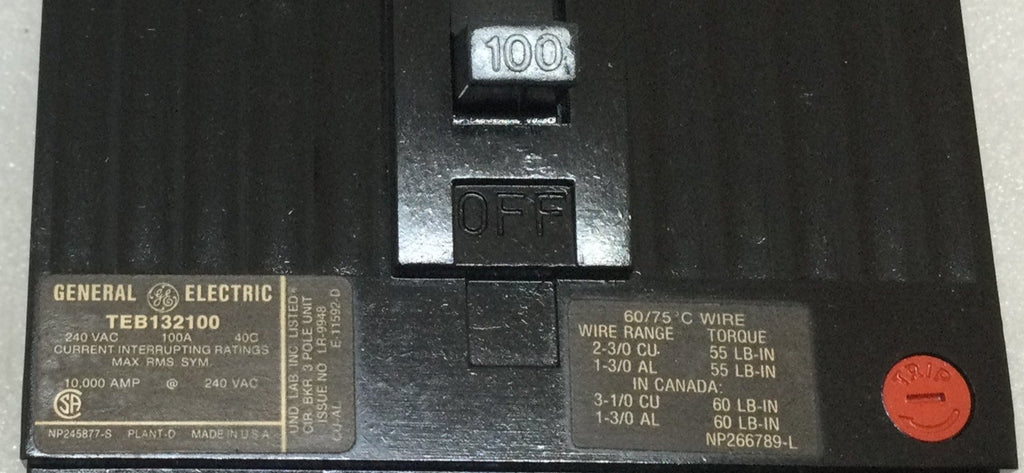 100
OFF
GENERAL GE ELECTRIC
TEB132100
240 VAC 100A 40C
CURRENT INTERRUPTING RATINGS
MAX RMS SYM.
10,000 AMP @ 240 VAC
SA
NP245B77-S PLANT-D MADE IN U S A
UND. LAB. INC. LISTED
CIR. BKR. 3 POLE UNIT
ISSUE NO LR-9948
CU-AL E-11592-D
60/75°C WIRE
WIRE RANGE TORQUE
2-3/0 CU 55 LB-IN
1-3/0 AL 55 LB-IN
IN CANADA:
3-1/0 CU 60 LB-IN
1-3/0 AL 60 LB-IN
NP266789-L
TRIP